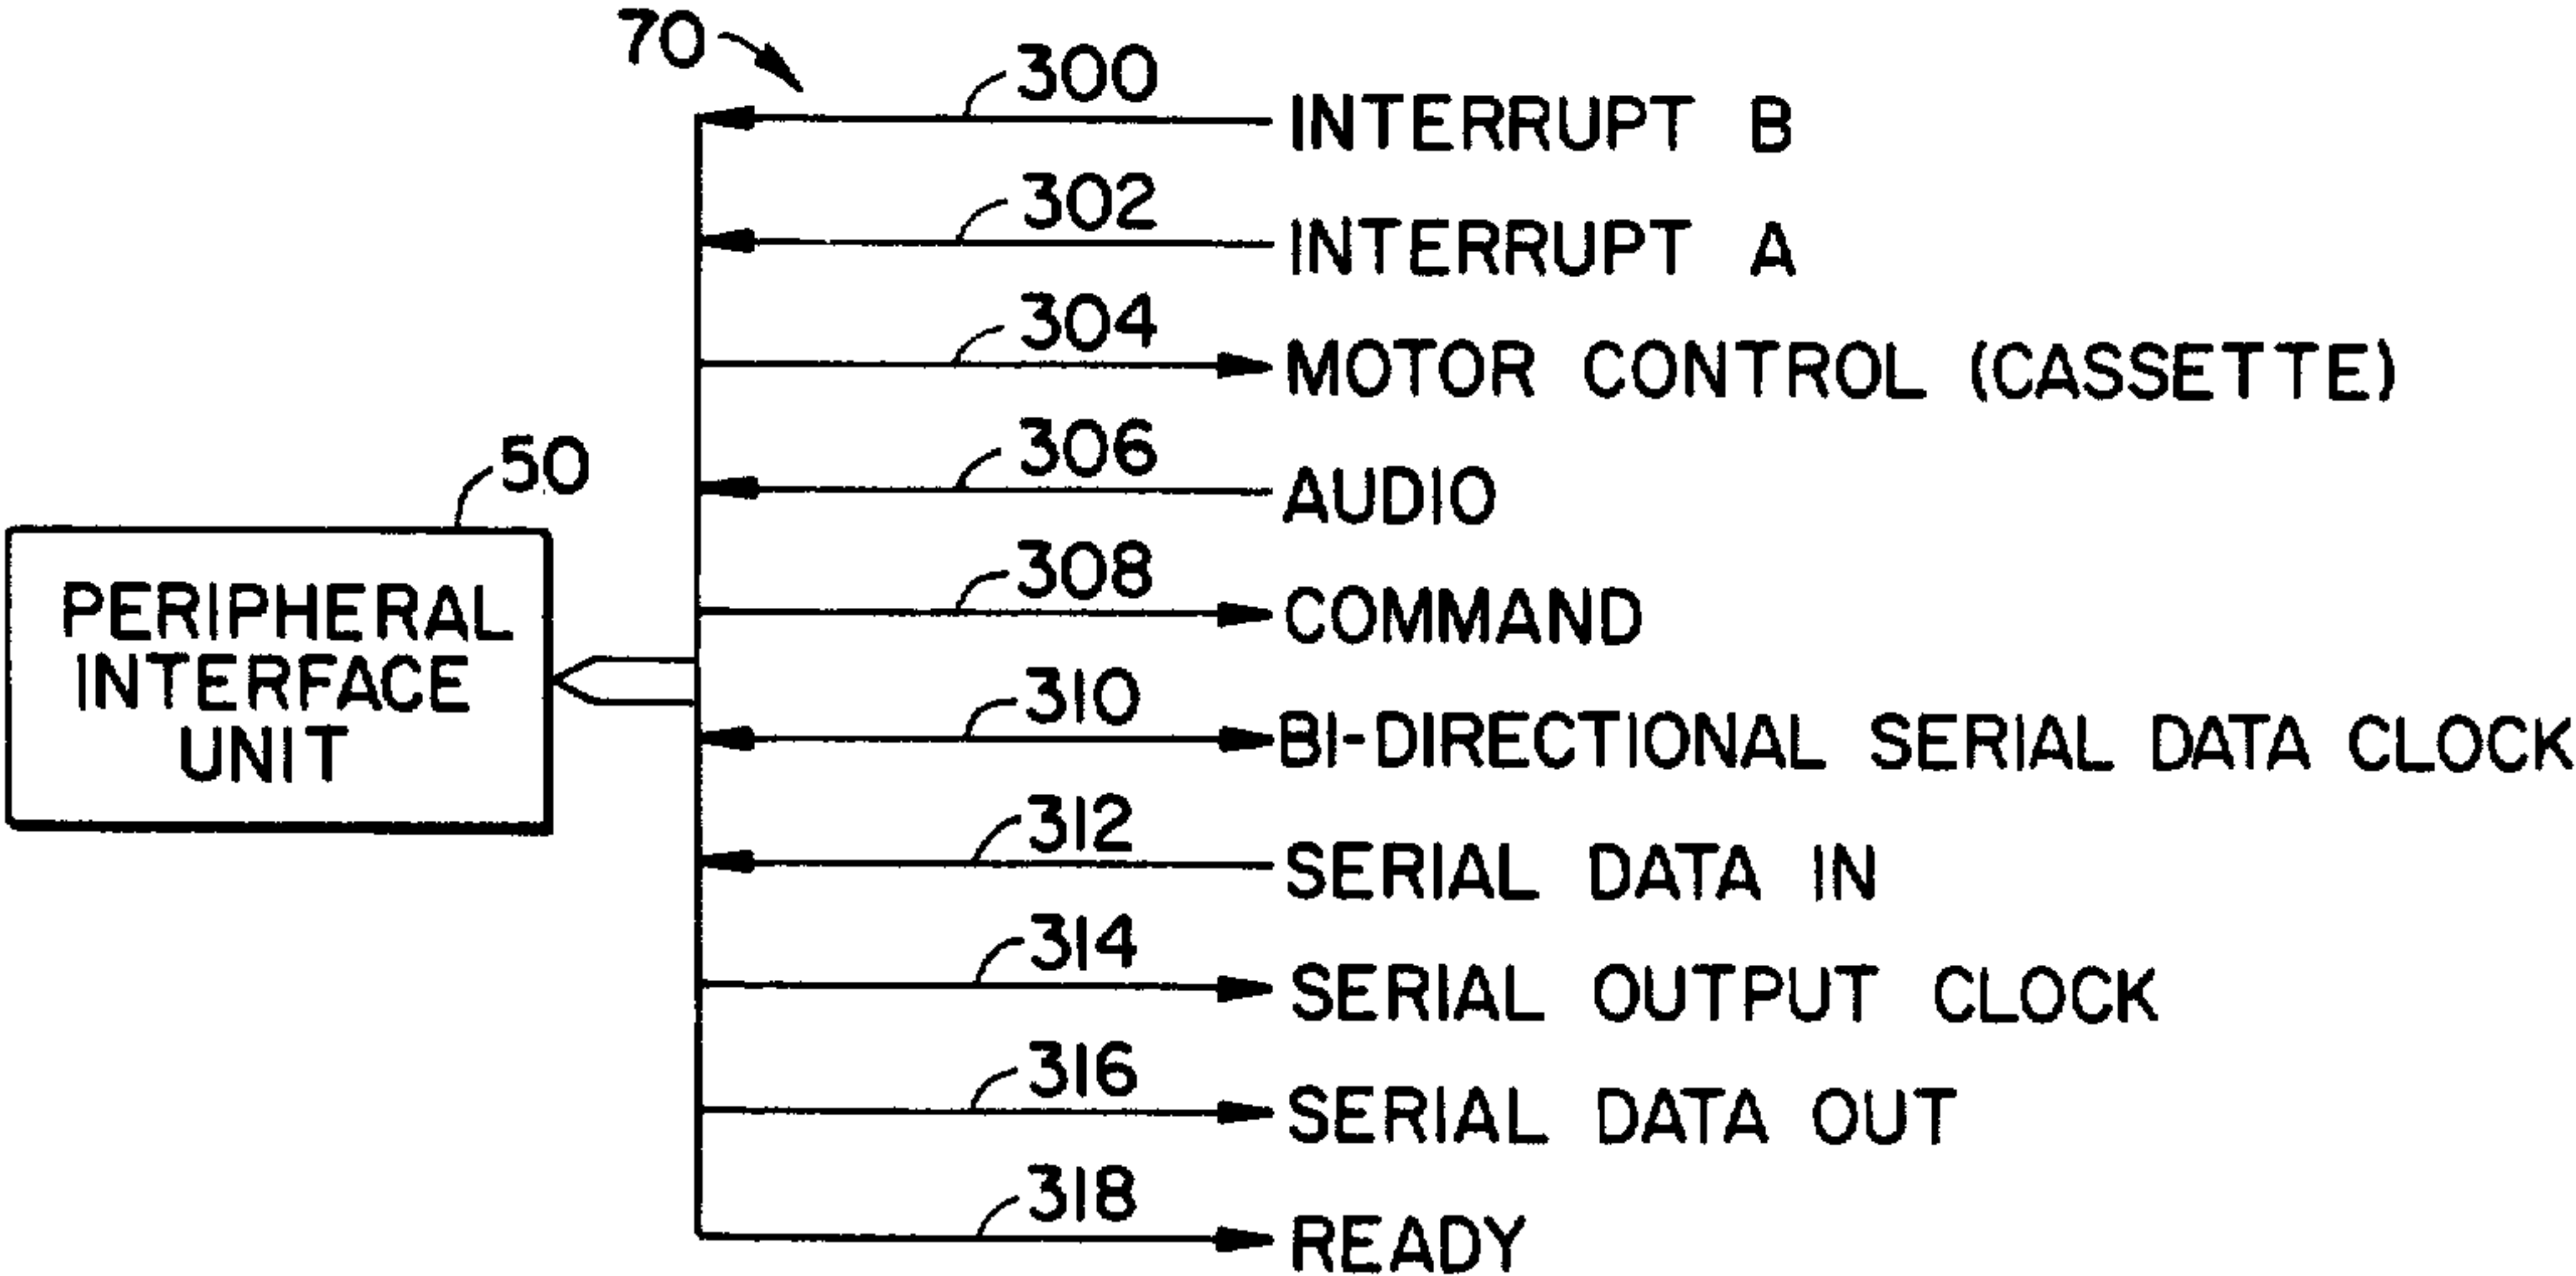 70
300
INTERRUPT B
302
INTERRUPT A
304
MOTOR CONTROL (CASSETTE)
306
AUDIO
50
PERIPHERAL
INTERFACE
UNIT
308
COMMAND
310
BI-DIRECTIONAL SERIAL DATA CLOCK
312
SERIAL DATA IN
314
SERIAL OUTPUT CLOCK
316
SERIAL DATA OUT
318
READY